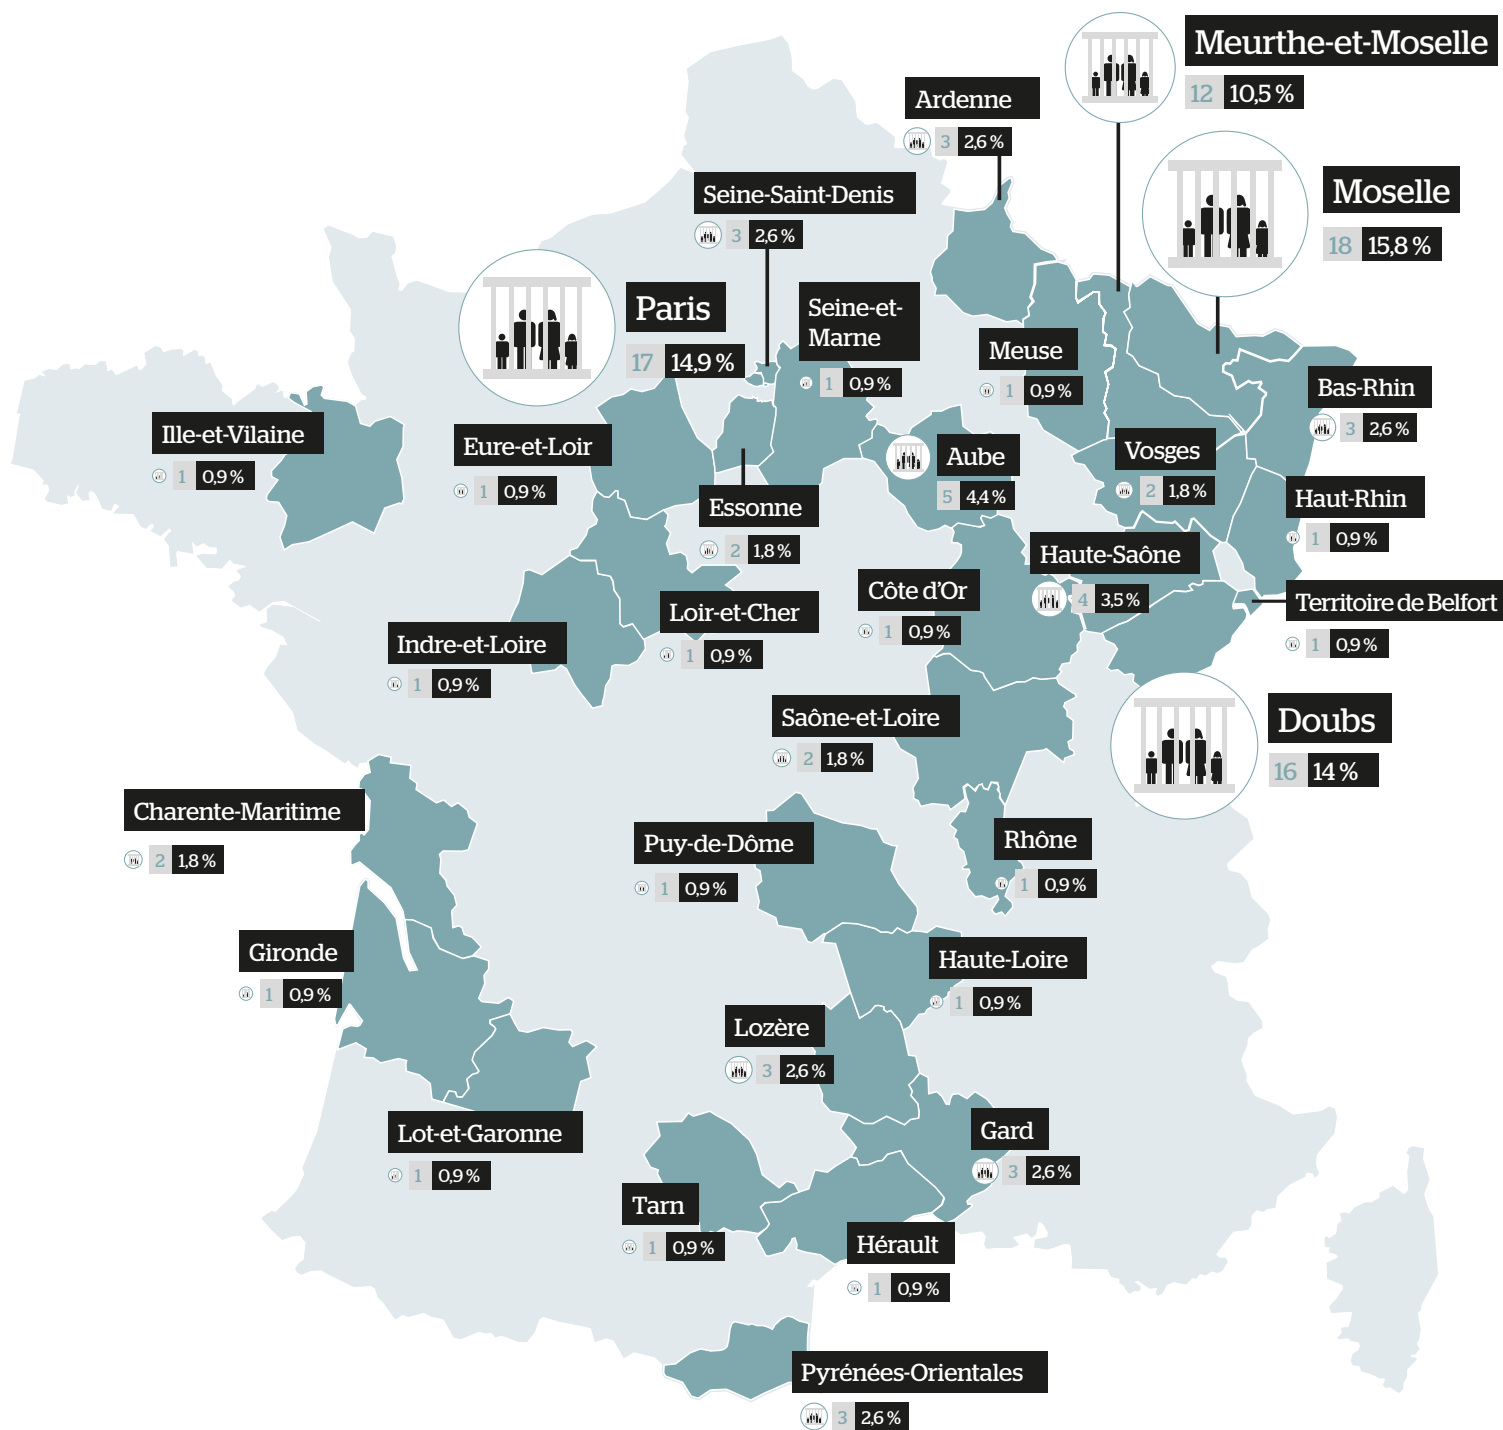 Meurthe-et-Moselle
12 10,5 %
Ardenne
3 2,6 %
Moselle
18 15,8 %
Seine-Saint-Denis
3 2,6 %
Paris
17 14,9 %
Seine-et-
Marne
1 0,9 %
Meuse
1 0,9 %
Bas-Rhin
3 2,6 %
Ille-et-Vilaine
1 0,9 %
Eure-et-Loir
1 0,9 %
Aube
5 4,4 %
Vosges
2 1,8 %
Essonne
2 1,8 %
Haut-Rhin
1 0,9 %
Haute-Saône
4 3,5 %
Côte d'Or
1 0,9 %
Territoire de Belfort
1 0,9 %
Loir-et-Cher
1 0,9 %
Indre-et-Loire
1 0,9 %
Saône-et-Loire
2 1,8 %
Doubs
16 14 %
Charente-Maritime
2 1,8 %
Puy-de-Dôme
1 0,9 %
Rhône
1 0,9 %
Gironde
1 0,9 %
Haute-Loire
1 0,9 %
Lozère
3 2,6 %
Lot-et-Garonne
1 0,9 %
Gard
3 2,6 %
Tarn
1 0,9 %
Hérault
1 0,9 %
Pyrénées-Orientales
3 2,6 %